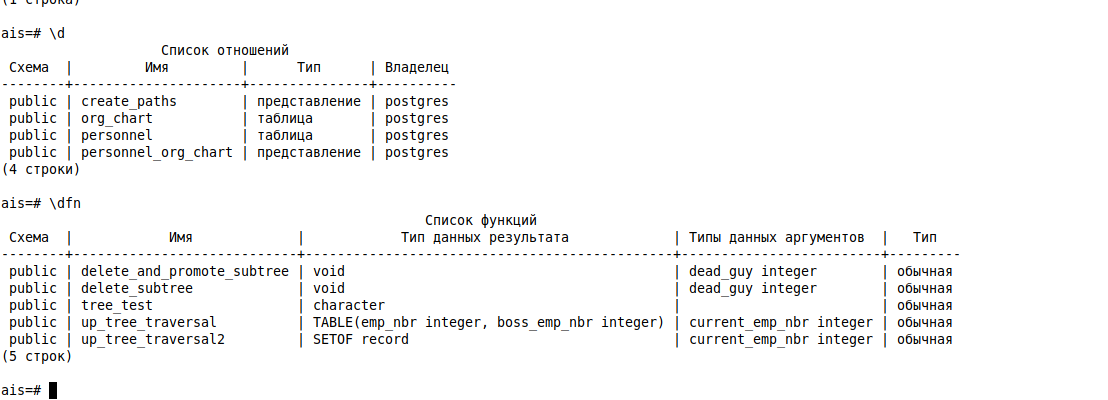 (1 строка)
ais=# \d
Список отношений
Схема | Имя | Тип | Владелец
--------+---------------------+---------------+----------
public | create_paths | представление | postgres
public | org_chart | таблица | postgres
public | personnel | таблица | postgres
public | personnel_org_chart | представление | postgres
(4 строки)
ais=# \dfn
Список функций
Схема | Имя | Тип данных результата | Типы данных аргументов | Тип
--------+----------------------------+----------------------------------------------+-------------------------+---------
public | delete_and_promote_subtree | void | dead_guy integer | обычная
public | delete_subtree | void | dead_guy integer | обычная
public | tree_test | character | | обычная
public | up_tree_traversal | TABLE(emp_nbr integer, boss_emp_nbr integer) | current_emp_nbr integer | обычная
public | up_tree_traversal2 | SETOF record | current_emp_nbr integer | обычная
(5 строк)
ais=#